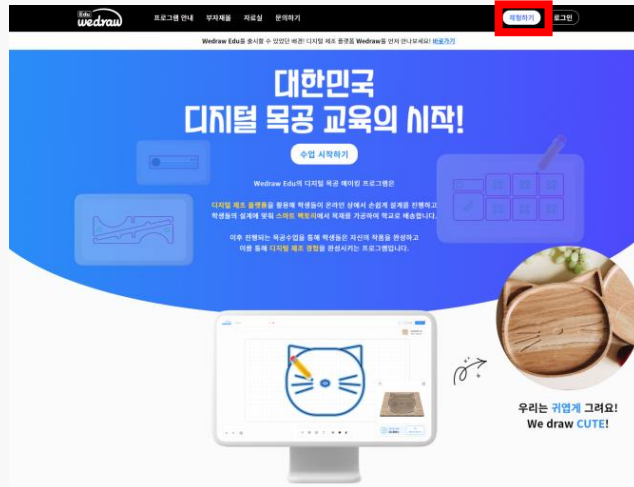 Edu
wedraw
프로그램 안내 부자재몰 자료실 문의하기
체험하기
로그인
Wedraw Edu을 출시할 수 있었던 배경! 디지털 제조 플랫폼 Wedraw을 먼저 만나보세요! 바로가기
대한민국
디지털 목공 교육의 시작!
수업 시작하기
Wedraw Edu의 디지털 목공 메이킹 프로그램은
디지털 제조 플랫폼을 활용해 학생들이 온라인 상에서 손쉽게 설계를 진행하고
학생들의 설계에 맞춰 스마트 팩토리에서 목재를 가공하여 학교로 배송합니다.
이후 진행되는 목공수업을 통해 학생들은 자신의 작품을 완성하고
이를 통해 디지털 제조 경험을 완성시키는 프로그램입니다.
우리는 귀엽게 그려요!
We draw CUTE!